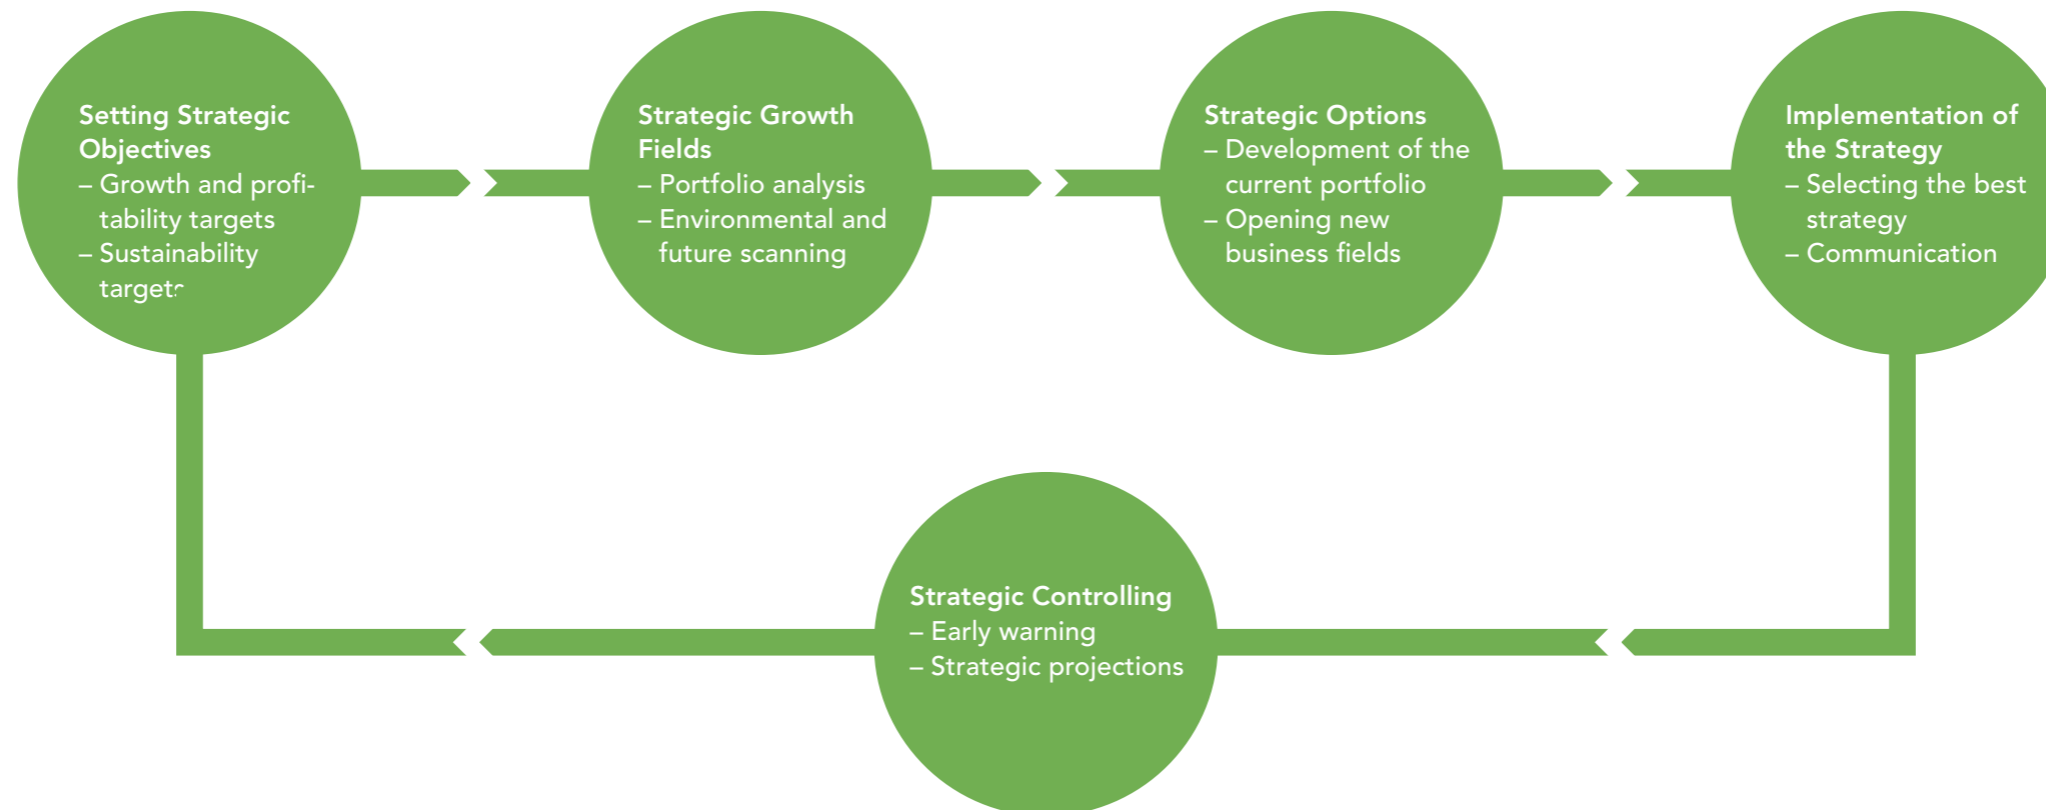 Setting Strategic
Objectives
– Growth and profi-
tability targets
– Sustainability
targets
Strategic Growth
Fields
– Portfolio analysis
– Environmental and
future scanning
Strategic Options
– Development of the
current portfolio
– Opening new
business fields
Implementation of
the Strategy
– Selecting the best
strategy
– Communication
Strategic Controlling
– Early warning
– Strategic projections